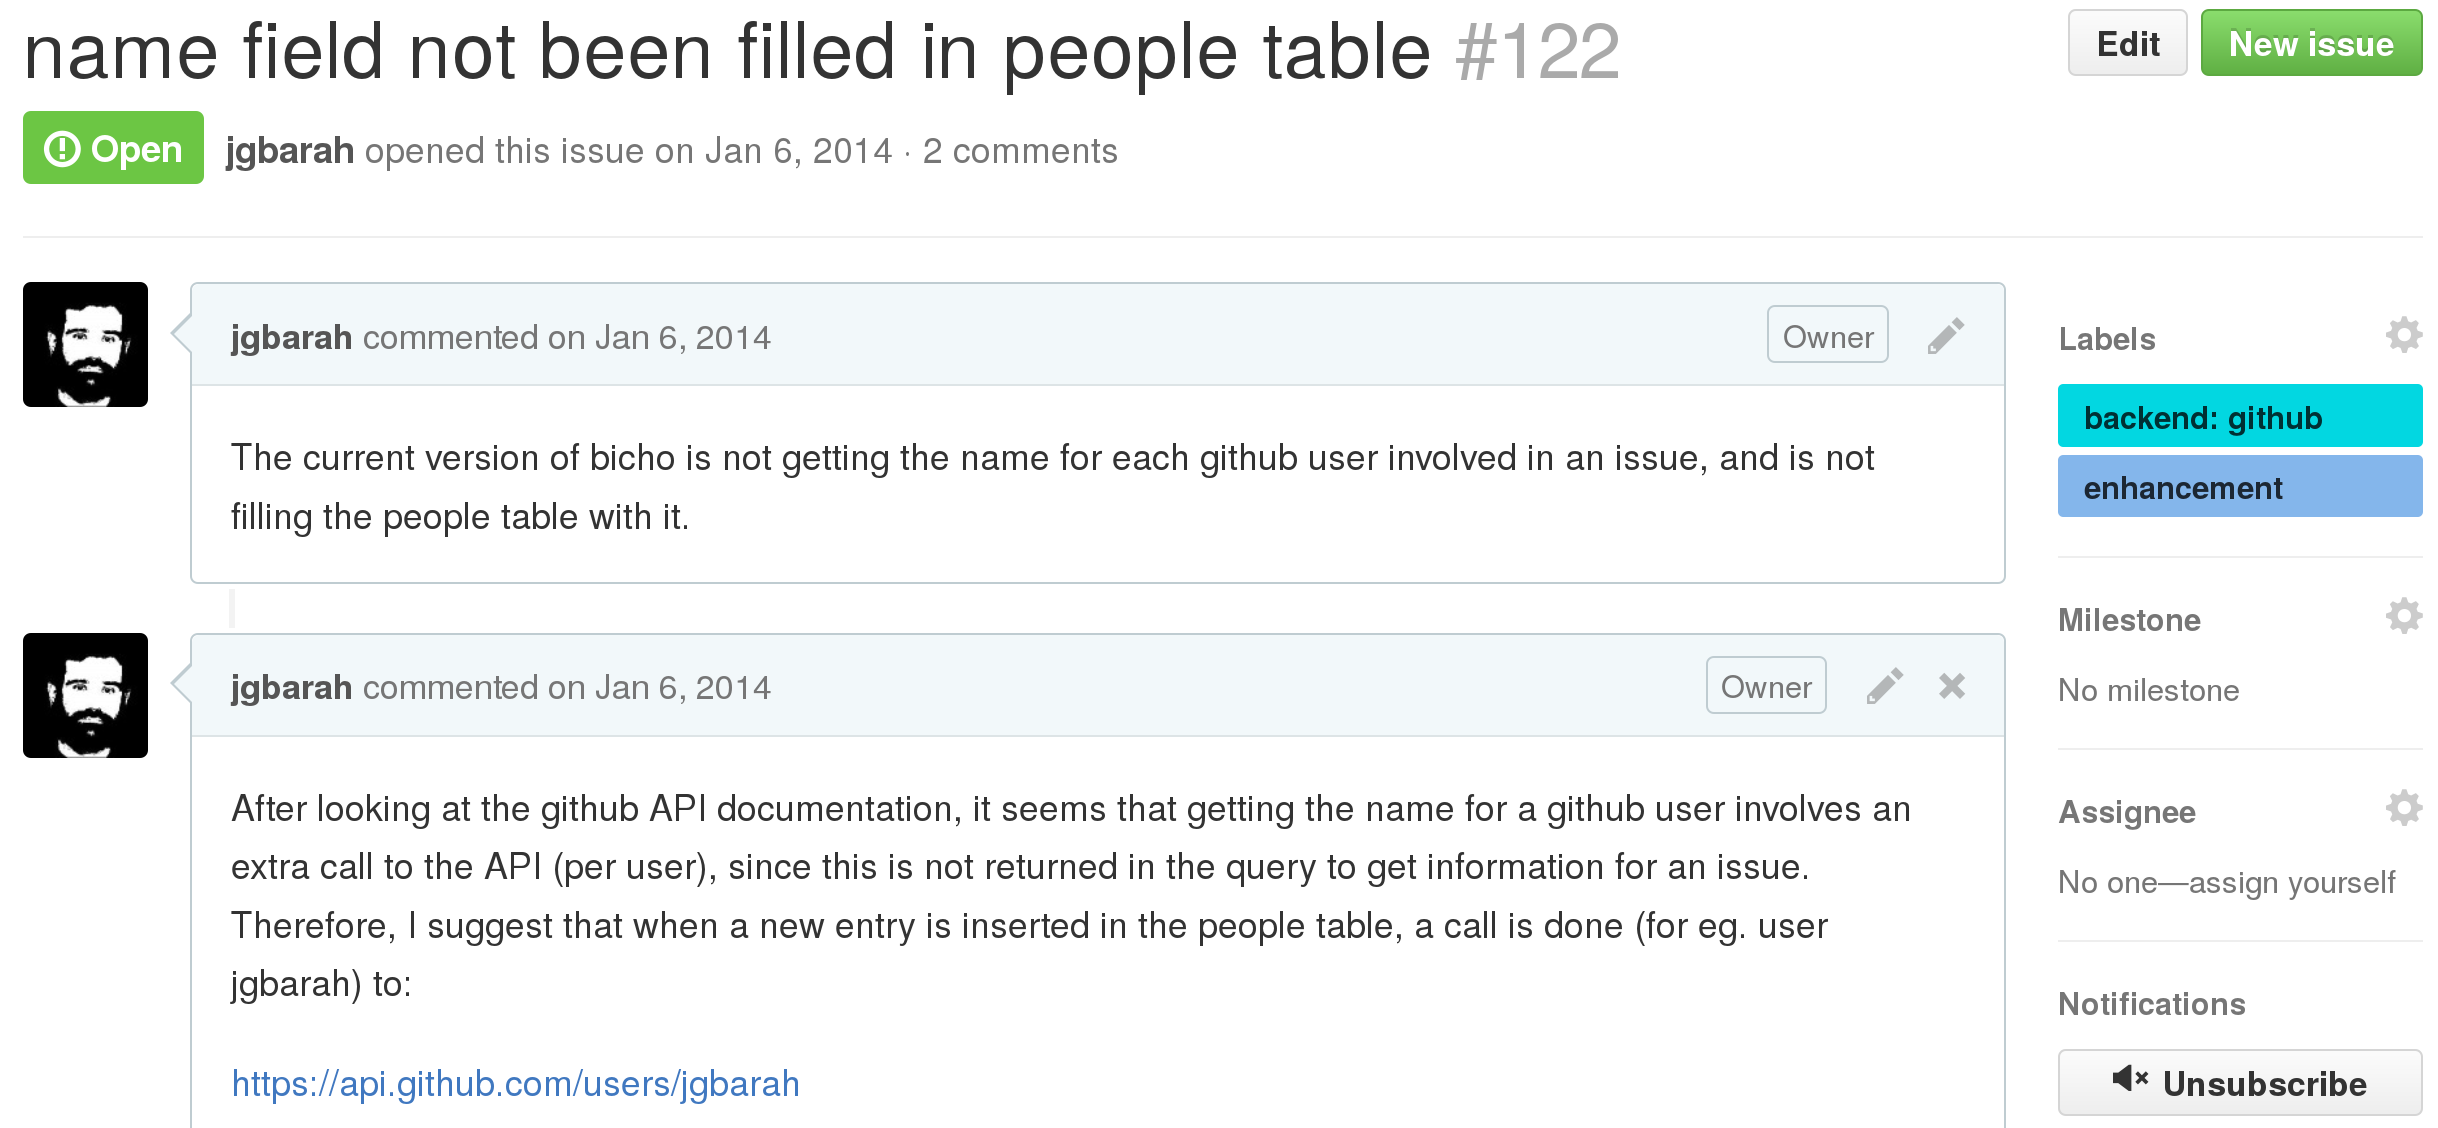 name field not been filled in people table #122
Edit
New issue
Open
jgbarah opened this issue on Jan 6, 2014 · 2 comments
jgbarah commented on Jan 6, 2014
Owner
The current version of bicho is not getting the name for each github user involved in an issue, and is not
filling the people table with it.
jgbarah commented on Jan 6, 2014
Owner
After looking at the github API documentation, it seems that getting the name for a github user involves an
extra call to the API (per user), since this is not returned in the query to get information for an issue.
Therefore, I suggest that when a new entry is inserted in the people table, a call is done (for eg. user
jgbarah) to:
https://api.github.com/users/jgbarah
Labels
backend: github
enhancement
Milestone
No milestone
Assignee
No one—assign yourself
Notifications
Unsubscribe